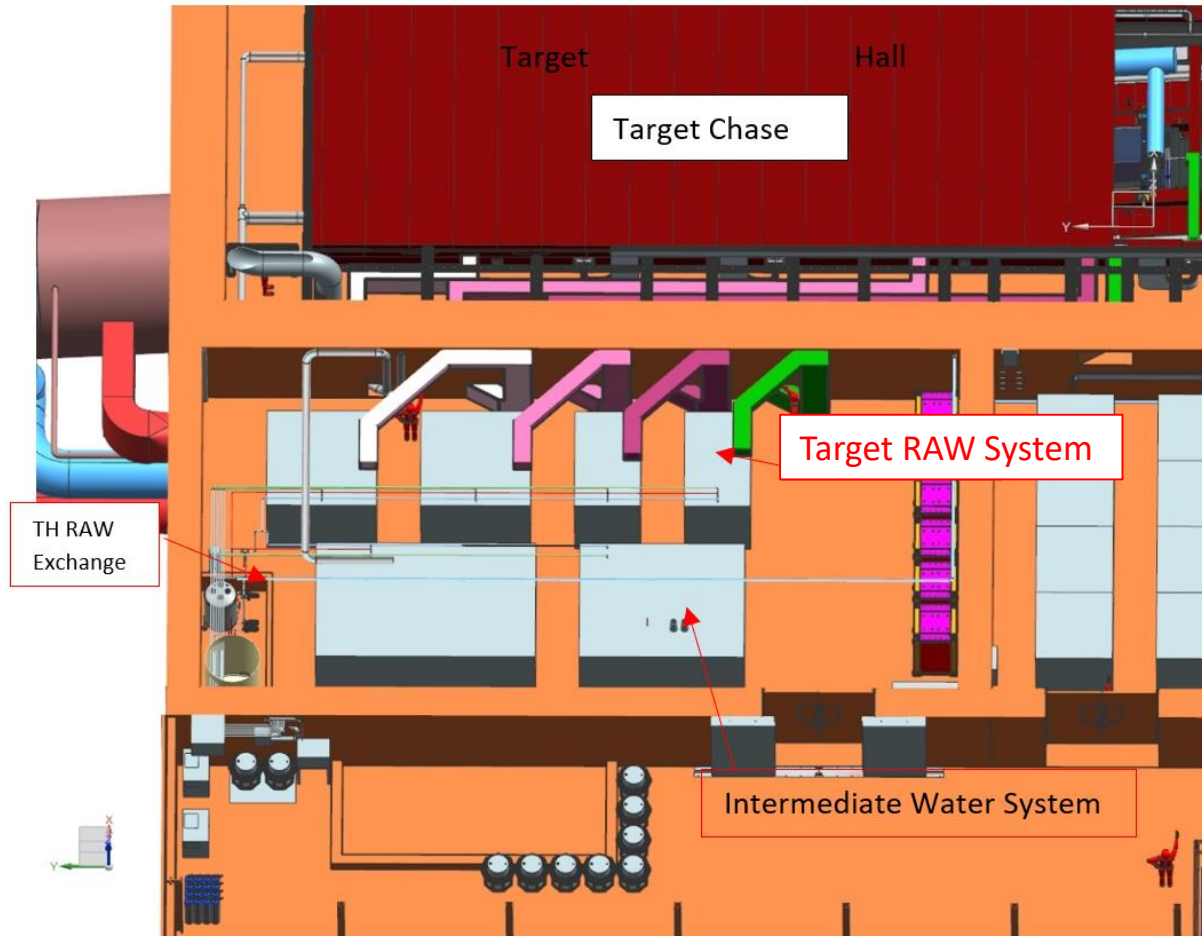 Target Hall
Target Chase
Y
Target RAW System
TH RAW
Exchange
Intermediate Water System
X
Y